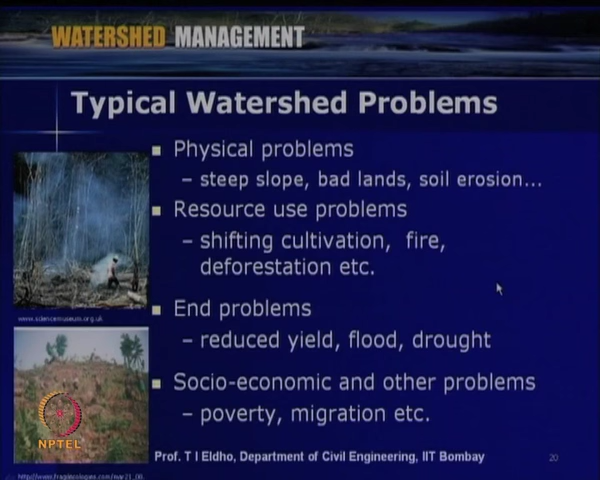 WATERSHED MANAGEMENT
Typical Watershed Problems
Physical problems
– steep slope, bad lands, soil erosion...
Resource use problems
– shifting cultivation, fire,
deforestation etc.
End problems
– reduced yield, flood, drought
Socio-economic and other problems
– poverty, migration etc.
www.sciencemuseum.org.uk
NPTEL
Prof. T I Eldho, Department of Civil Engineering, IIT Bombay
20